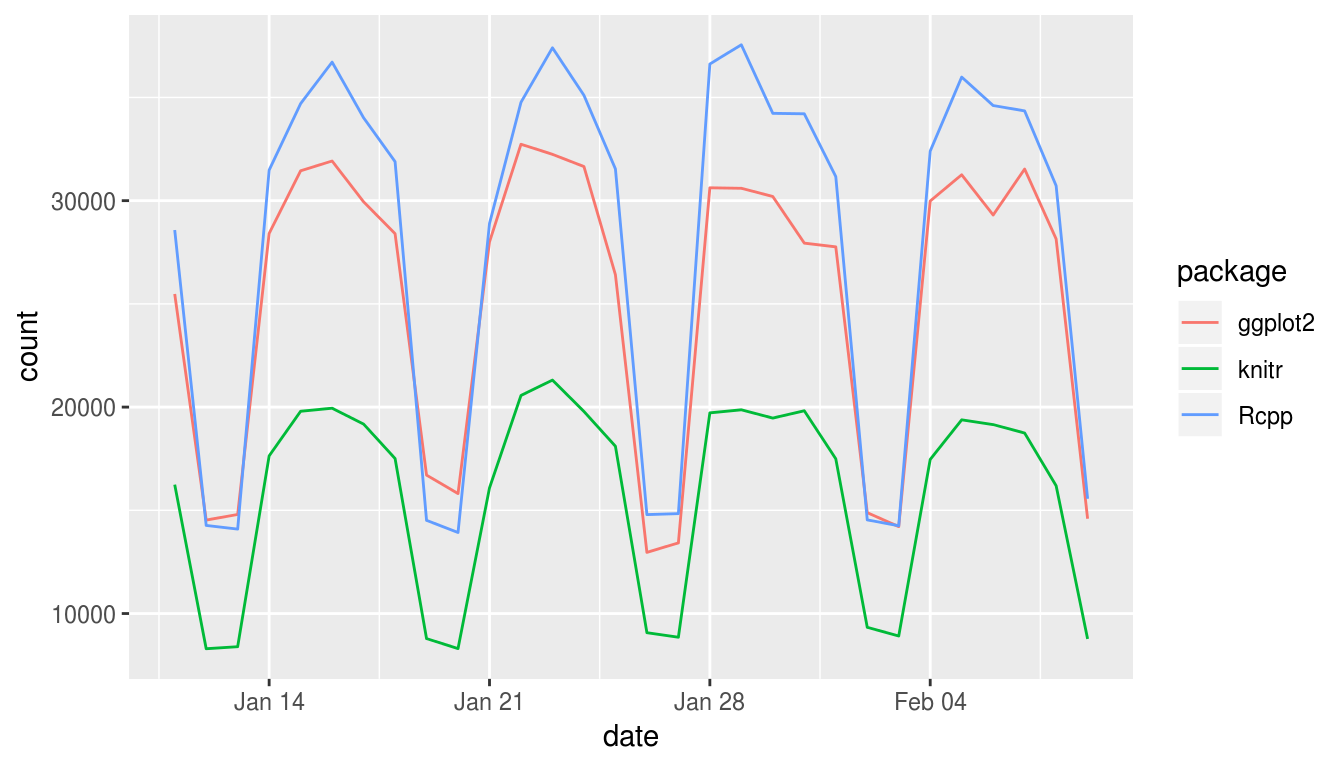 count
30000
20000
10000
Jan 14
Jan 21
Jan 28
Feb 04
date
package
ggplot2
knitr
Rcpp